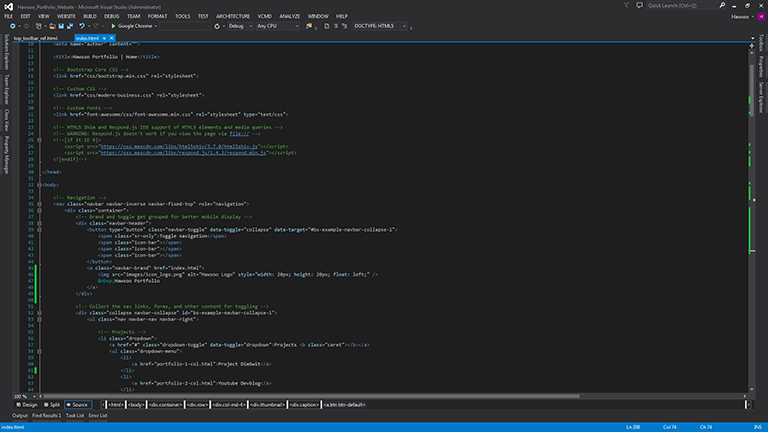 Hawsoo_Portfolio_Website - Microsoft Visual Studio (Administrator)
Quick Launch (Ctrl+Q)
FILE EDIT VIEW WEBSITE BUILD DEBUG TEAM FORMAT TOOLS TEST ARCHITECTURE CMD VSO ANALYZE WINDOW HELP
Hawsoo H
Google Chrome Debug Any CPU DOCTYPE: HTML5
top_toolbar_ref.html index.html
Solution Explorer
Team Explorer
Class View
Property Manager
Toolbox
Properties
Server Explorer
10 <meta name="author" content="">
11
12 <title>Hawsoo Portfolio | Home</title>
13
14 <!-- Bootstrap Core CSS -->
15 <link href="css/bootstrap.min.css" rel="stylesheet">
16
17 <!-- Custom CSS -->
18 <link href="css/modern-business.css" rel="stylesheet">
19
20 <!-- Custom Fonts -->
21 <link href="font-awesome/css/font-awesome.min.css" rel="stylesheet" type="text/css">
22
23 <!-- HTML5 Shim and Respond.js IE8 support of HTML5 elements and media queries -->
24 <!-- WARNING: Respond.js doesn't work if you view the page via file:// -->
25 <!--[if lt IE 9]>
26 <script src="https://oss.maxcdn.com/libs/html5shiv/3.7.0/html5shiv.js"></script>
27 <script src="https://oss.maxcdn.com/libs/respond.js/1.4.2/respond.min.js"></script>
28 <![endif]-->
29
30 </head>
31
32 <body>
33
34 <!-- Navigation -->
35 <nav class="navbar navbar-inverse navbar-fixed-top" role="navigation">
36 <div class="container">
37 <!-- Brand and toggle get grouped for better mobile display -->
38 <div class="navbar-header">
39 <button type="button" class="navbar-toggle" data-toggle="collapse" data-target="#bs-example-navbar-collapse-1">
40 <span class="sr-only">Toggle navigation</span>
41 <span class="icon-bar"></span>
42 <span class="icon-bar"></span>
43 <span class="icon-bar"></span>
44 </button>
45 <a class="navbar-brand" href="index.html">
46 <img src="images/icon_logo.png" alt="Hawsoo Logo" style="width: 20px; height: 20px; float: left;" />
47 &nbsp;Hawsoo Portfolio
48 </a>
49 </div>
50
51 <!-- Collect the nav links, forms, and other content for toggling -->
52 <div class="collapse navbar-collapse" id="bs-example-navbar-collapse-1">
53 <ul class="nav navbar-nav navbar-right">
54
55 <!-- Projects -->
56 <li class="dropdown">
57 <a href="#" class="dropdown-toggle" data-toggle="dropdown">Projects <b class="caret"></b></a>
58 <ul class="dropdown-menu">
59 <li>
60 <a href="portfolio-1-col.html">Project DimSwit</a>
61 </li>
62 <li>
63 <a href="portfolio-2-col.html">Youtube Devblog</a>
64 </li>
100 %
Design Split Source <html> <body> <div.container> <div.row> <div.col-md-4> <div.thumbnail> <div.caption> <a.btn btn-default>
Output Find Results 1 Task List Error List
index.html Ln 208 Col 74 Ch 74 INS